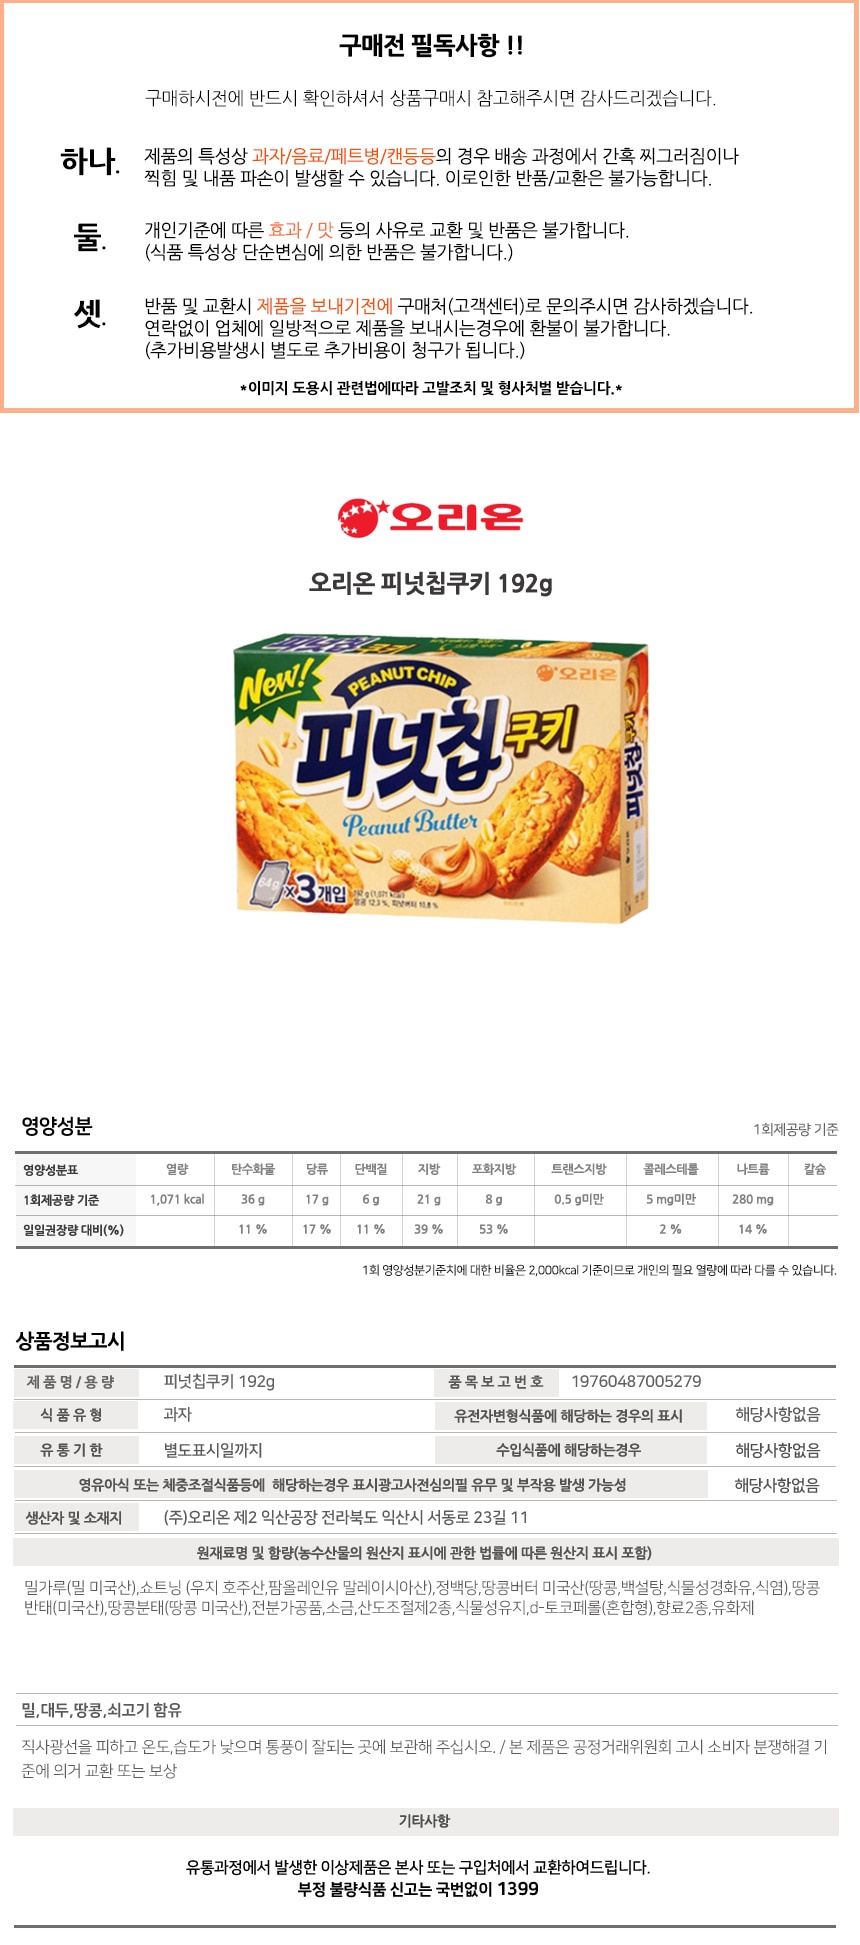 구매전 필독사항 !!
구매하시전에 반드시 확인하셔서 상품구매시 참고해주시면 감사드리겠습니다.
하나. 제품의 특성상 과자/음료/페트병/캔등등의 경우 배송 과정에서 간혹 찌그러짐이나
찍힘 및 내품 파손이 발생할 수 있습니다. 이로인한 반품/교환은 불가능합니다.
둘. 개인기준에 따른 효과 / 맛 등의 사유로 교환 및 반품은 불가합니다.
(식품 특성상 단순변심에 의한 반품은 불가합니다.)
셋. 반품 및 교환시 제품을 보내기전에 구매처(고객센터)로 문의주시면 감사하겠습니다.
연락없이 업체에 일방적으로 제품을 보내시는경우에 환불이 불가합니다.
(추가비용발생시 별도로 추가비용이 청구가 됩니다.)
*이미지 도용시 관련법에따라 고발조치 및 형사처벌 받습니다.*
오리온
오리온 피넛칩쿠키 192g
피넛칩 쿠키
New!
PEANUT CHIP
오리온
피넛칩 쿠키
피넛칩 쿠키
오리온
Peanut Butter
64g x 3개입
192 g (1,071 kcal)
땅콩 12.3 %, 피넛버터 10.8 %
영양성분
1회제공량 기준
영양성분표 열량 탄수화물 당류 단백질 지방 포화지방 트랜스지방 콜레스테롤 나트륨 칼슘
1회제공량 기준 1,071 kcal 36 g 17 g 6 g 21 g 8 g 0.5 g미만 5 mg미만 280 mg
일일권장량 대비(%) 11 % 17 % 11 % 39 % 53 % 2 % 14 %
1회 영양성분기준치에 대한 비율은 2,000kcal 기준이므로 개인의 필요 열량에 따라 다를 수 있습니다.
상품정보고시
제 품 명 / 용 량 피넛칩쿠키 192g 품 목 보 고 번 호 19760487005279
식 품 유 형 과자 유전자변형식품에 해당하는 경우의 표시 해당사항없음
유 통 기 한 별도표시일까지 수입식품에 해당하는경우 해당사항없음
영유아식 또는 체중조절식품등에 해당하는경우 표시광고사전심의필 유무 및 부작용 발생 가능성 해당사항없음
생산자 및 소재지 (주)오리온 제2 익산공장 전라북도 익산시 서동로 23길 11
원재료명 및 함량(농수산물의 원산지 표시에 관한 법률에 따른 원산지 표시 포함)
밀가루(밀 미국산),쇼트닝 (우지 호주산,팜올레인유 말레이시아산),정백당,땅콩버터 미국산(땅콩,백설탕,식물성경화유,식염),땅콩
반태(미국산),땅콩분태(땅콩 미국산),전분가공품,소금,산도조절제2종,식물성유지,d-토코페롤(혼합형),향료2종,유화제
밀,대두,땅콩,쇠고기 함유
직사광선을 피하고 온도,습도가 낮으며 통풍이 잘되는 곳에 보관해 주십시오. / 본 제품은 공정거래위원회 고시 소비자 분쟁해결 기
준에 의거 교환 또는 보상
기타사항
유통과정에서 발생한 이상제품은 본사 또는 구입처에서 교환하여드립니다.
부정 불량식품 신고는 국번없이 1399